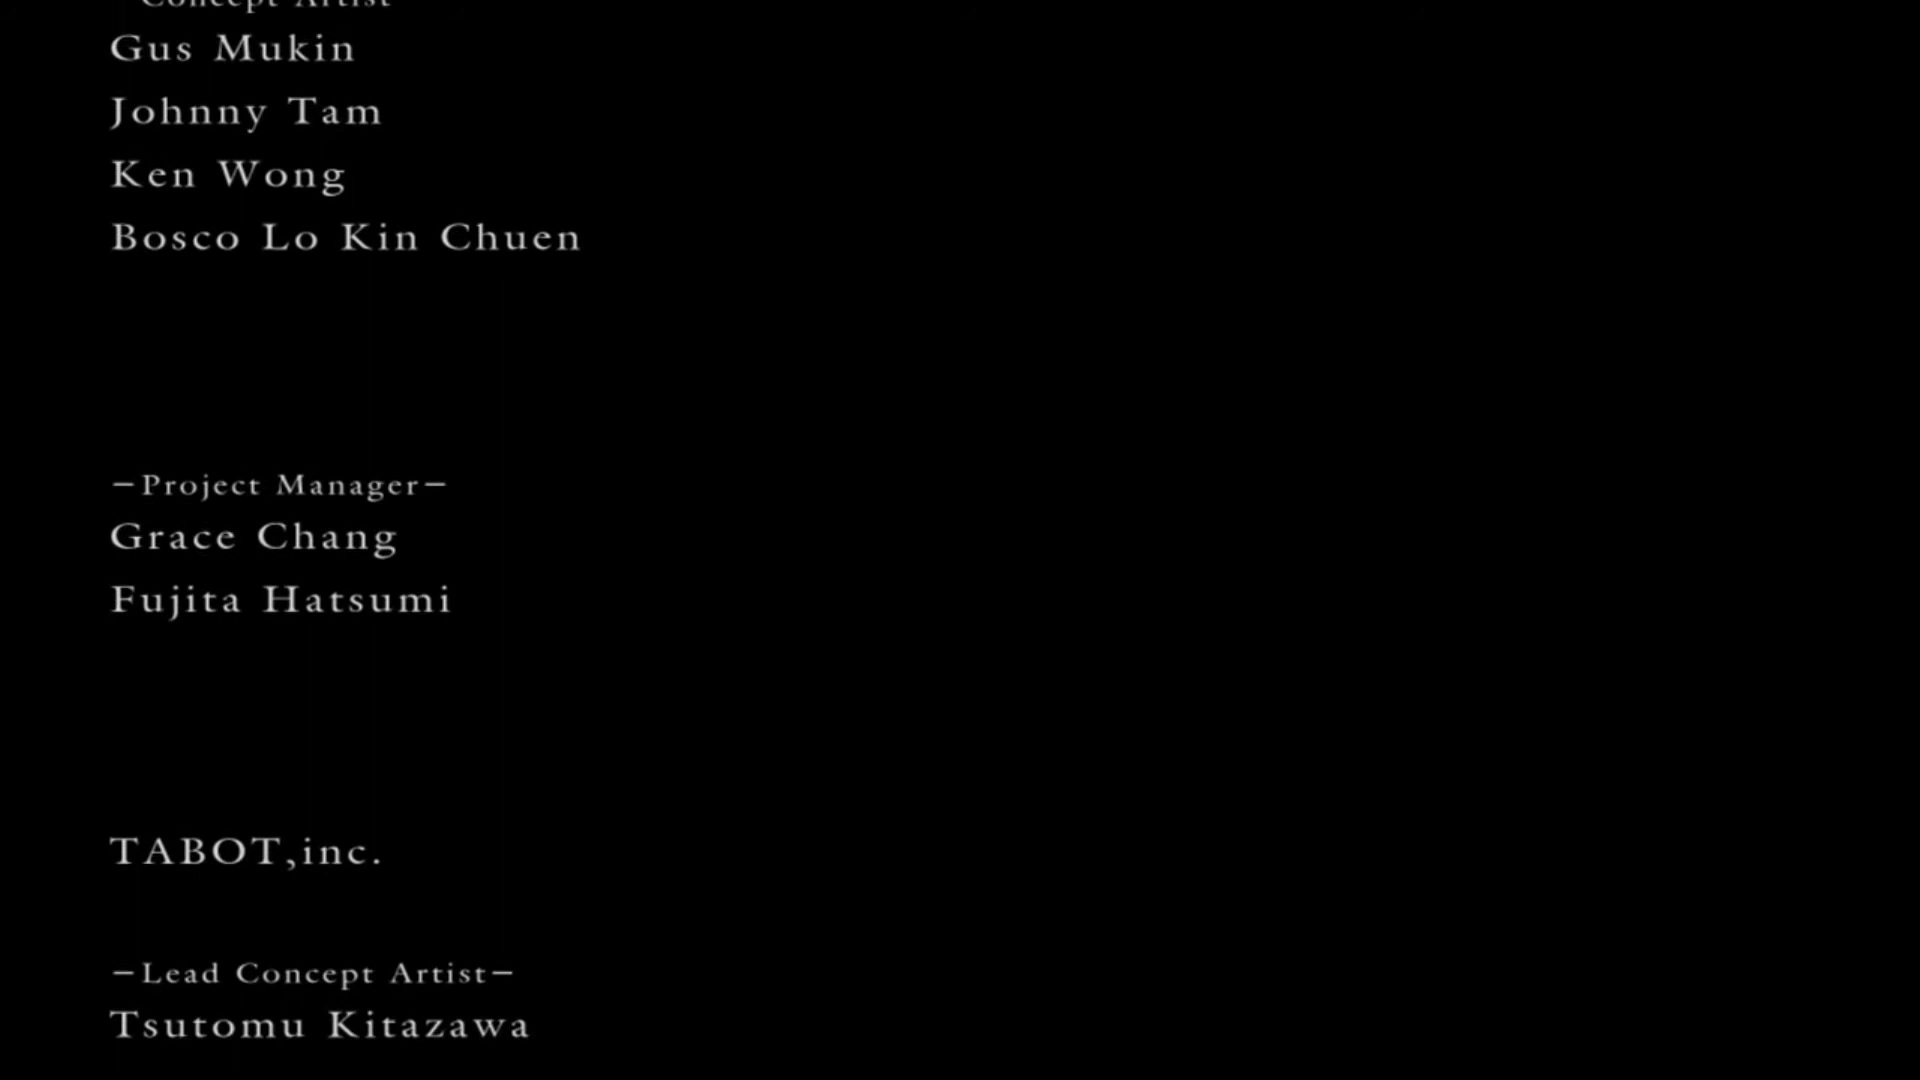 Concept Artist
Gus Mukin
Johnny Tam
Ken Wong
Bosco Lo Kin Chuen
－Project Manager－
Grace Chang
Fujita Hatsumi
TABOT,inc.
－Lead Concept Artist－
Tsutomu Kitazawa